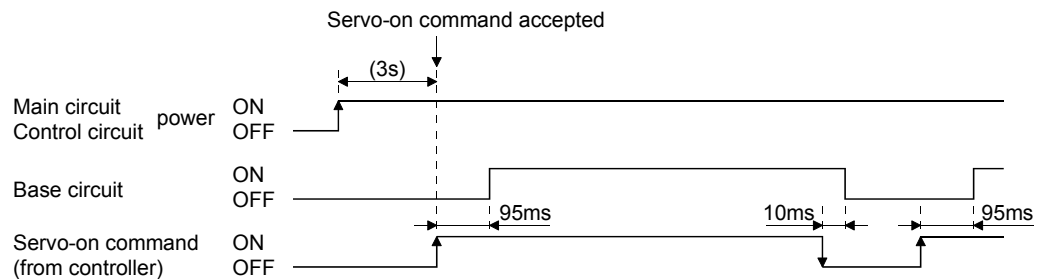 Servo-on command accepted
(3s)
Main circuit
Control circuit
power
ON
OFF
Base circuit
ON
OFF
95ms
10ms
95ms
Servo-on command
(from controller)
ON
OFF